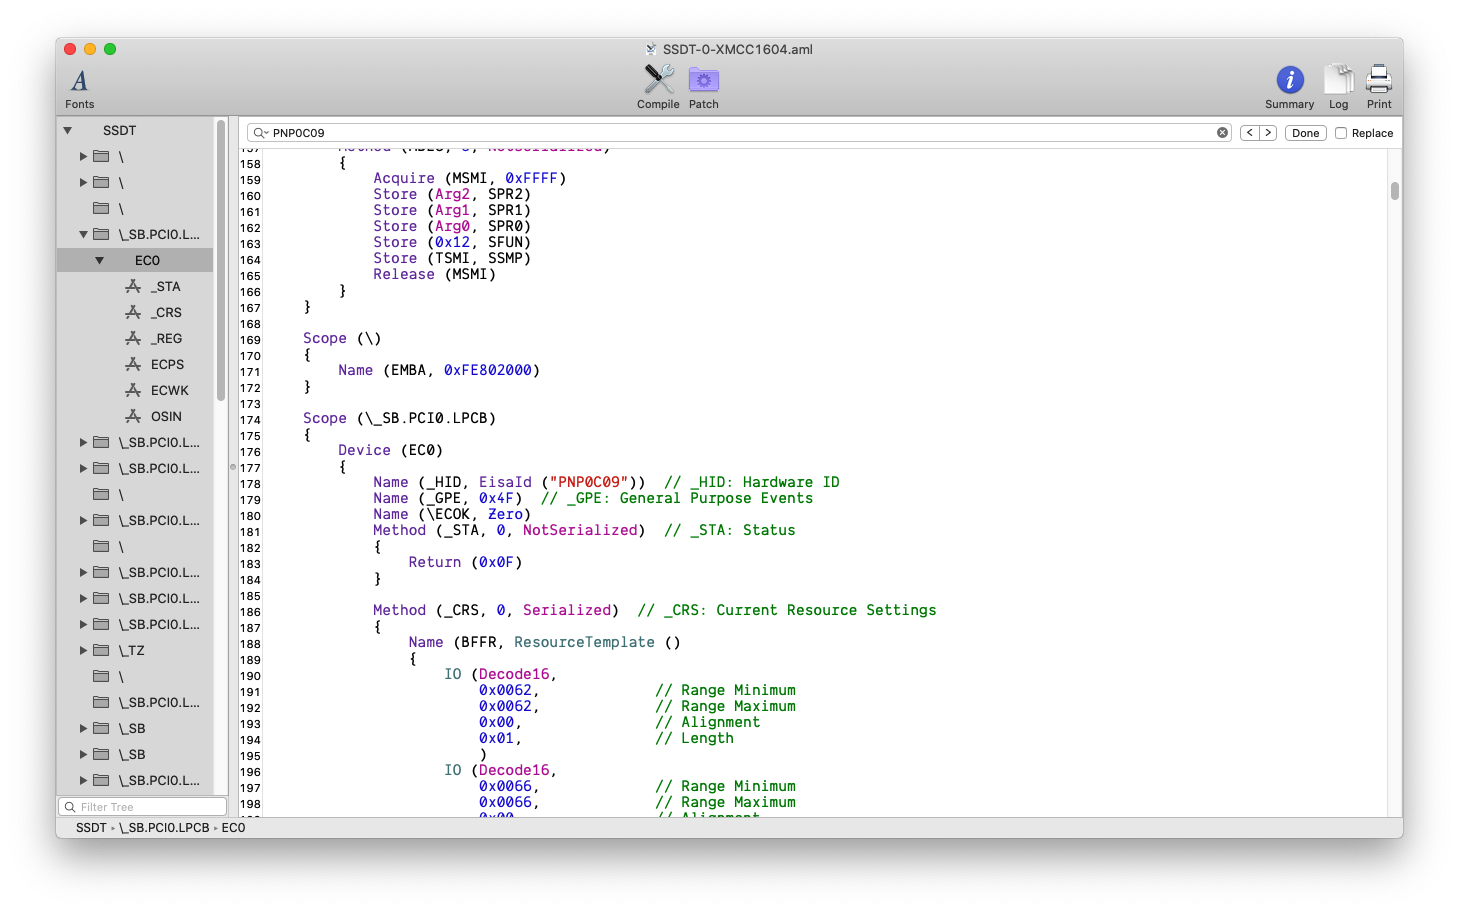 SSDT-0-XMCC1604.aml
Fonts
Compile
Patch
Summary
Log
Print
SSDT
\
\
\
\_SB.PCI0.L...
EC0
_STA
_CRS
_REG
ECPS
ECWK
OSIN
\_SB.PCI0.L...
\_SB.PCI0.L...
\
\_SB.PCI0.L...
\
\_SB.PCI0.L...
\_SB.PCI0.L...
\_SB.PCI0.L...
\_TZ
\
\_SB.PCI0.L...
\_SB
\_SB
\_SB.PCI0.L...
Filter Tree
PNP0C09
< > Done Replace
158 {
159 Acquire (MSMI, 0xFFFF)
160 Store (Arg2, SPR2)
161 Store (Arg1, SPR1)
162 Store (Arg0, SPR0)
163 Store (0x12, SFUN)
164 Store (TSMI, SSMP)
165 Release (MSMI)
166 }
167 }
168
169 Scope (\)
170 {
171 Name (EMBA, 0xFE802000)
172 }
173
174 Scope (\_SB.PCI0.LPCB)
175 {
176 Device (EC0)
177 {
178 Name (_HID, EisaId ("PNP0C09")) // _HID: Hardware ID
179 Name (_GPE, 0x4F) // _GPE: General Purpose Events
180 Name (\ECOK, Zero)
181 Method (_STA, 0, NotSerialized) // _STA: Status
182 {
183 Return (0x0F)
184 }
185
186 Method (_CRS, 0, Serialized) // _CRS: Current Resource Settings
187 {
188 Name (BFFR, ResourceTemplate ()
189 {
190 IO (Decode16,
191 0x0062, // Range Minimum
192 0x0062, // Range Maximum
193 0x00, // Alignment
194 0x01, // Length
195 )
196 IO (Decode16,
197 0x0066, // Range Minimum
198 0x0066, // Range Maximum
SSDT \_SB.PCI0.LPCB EC0